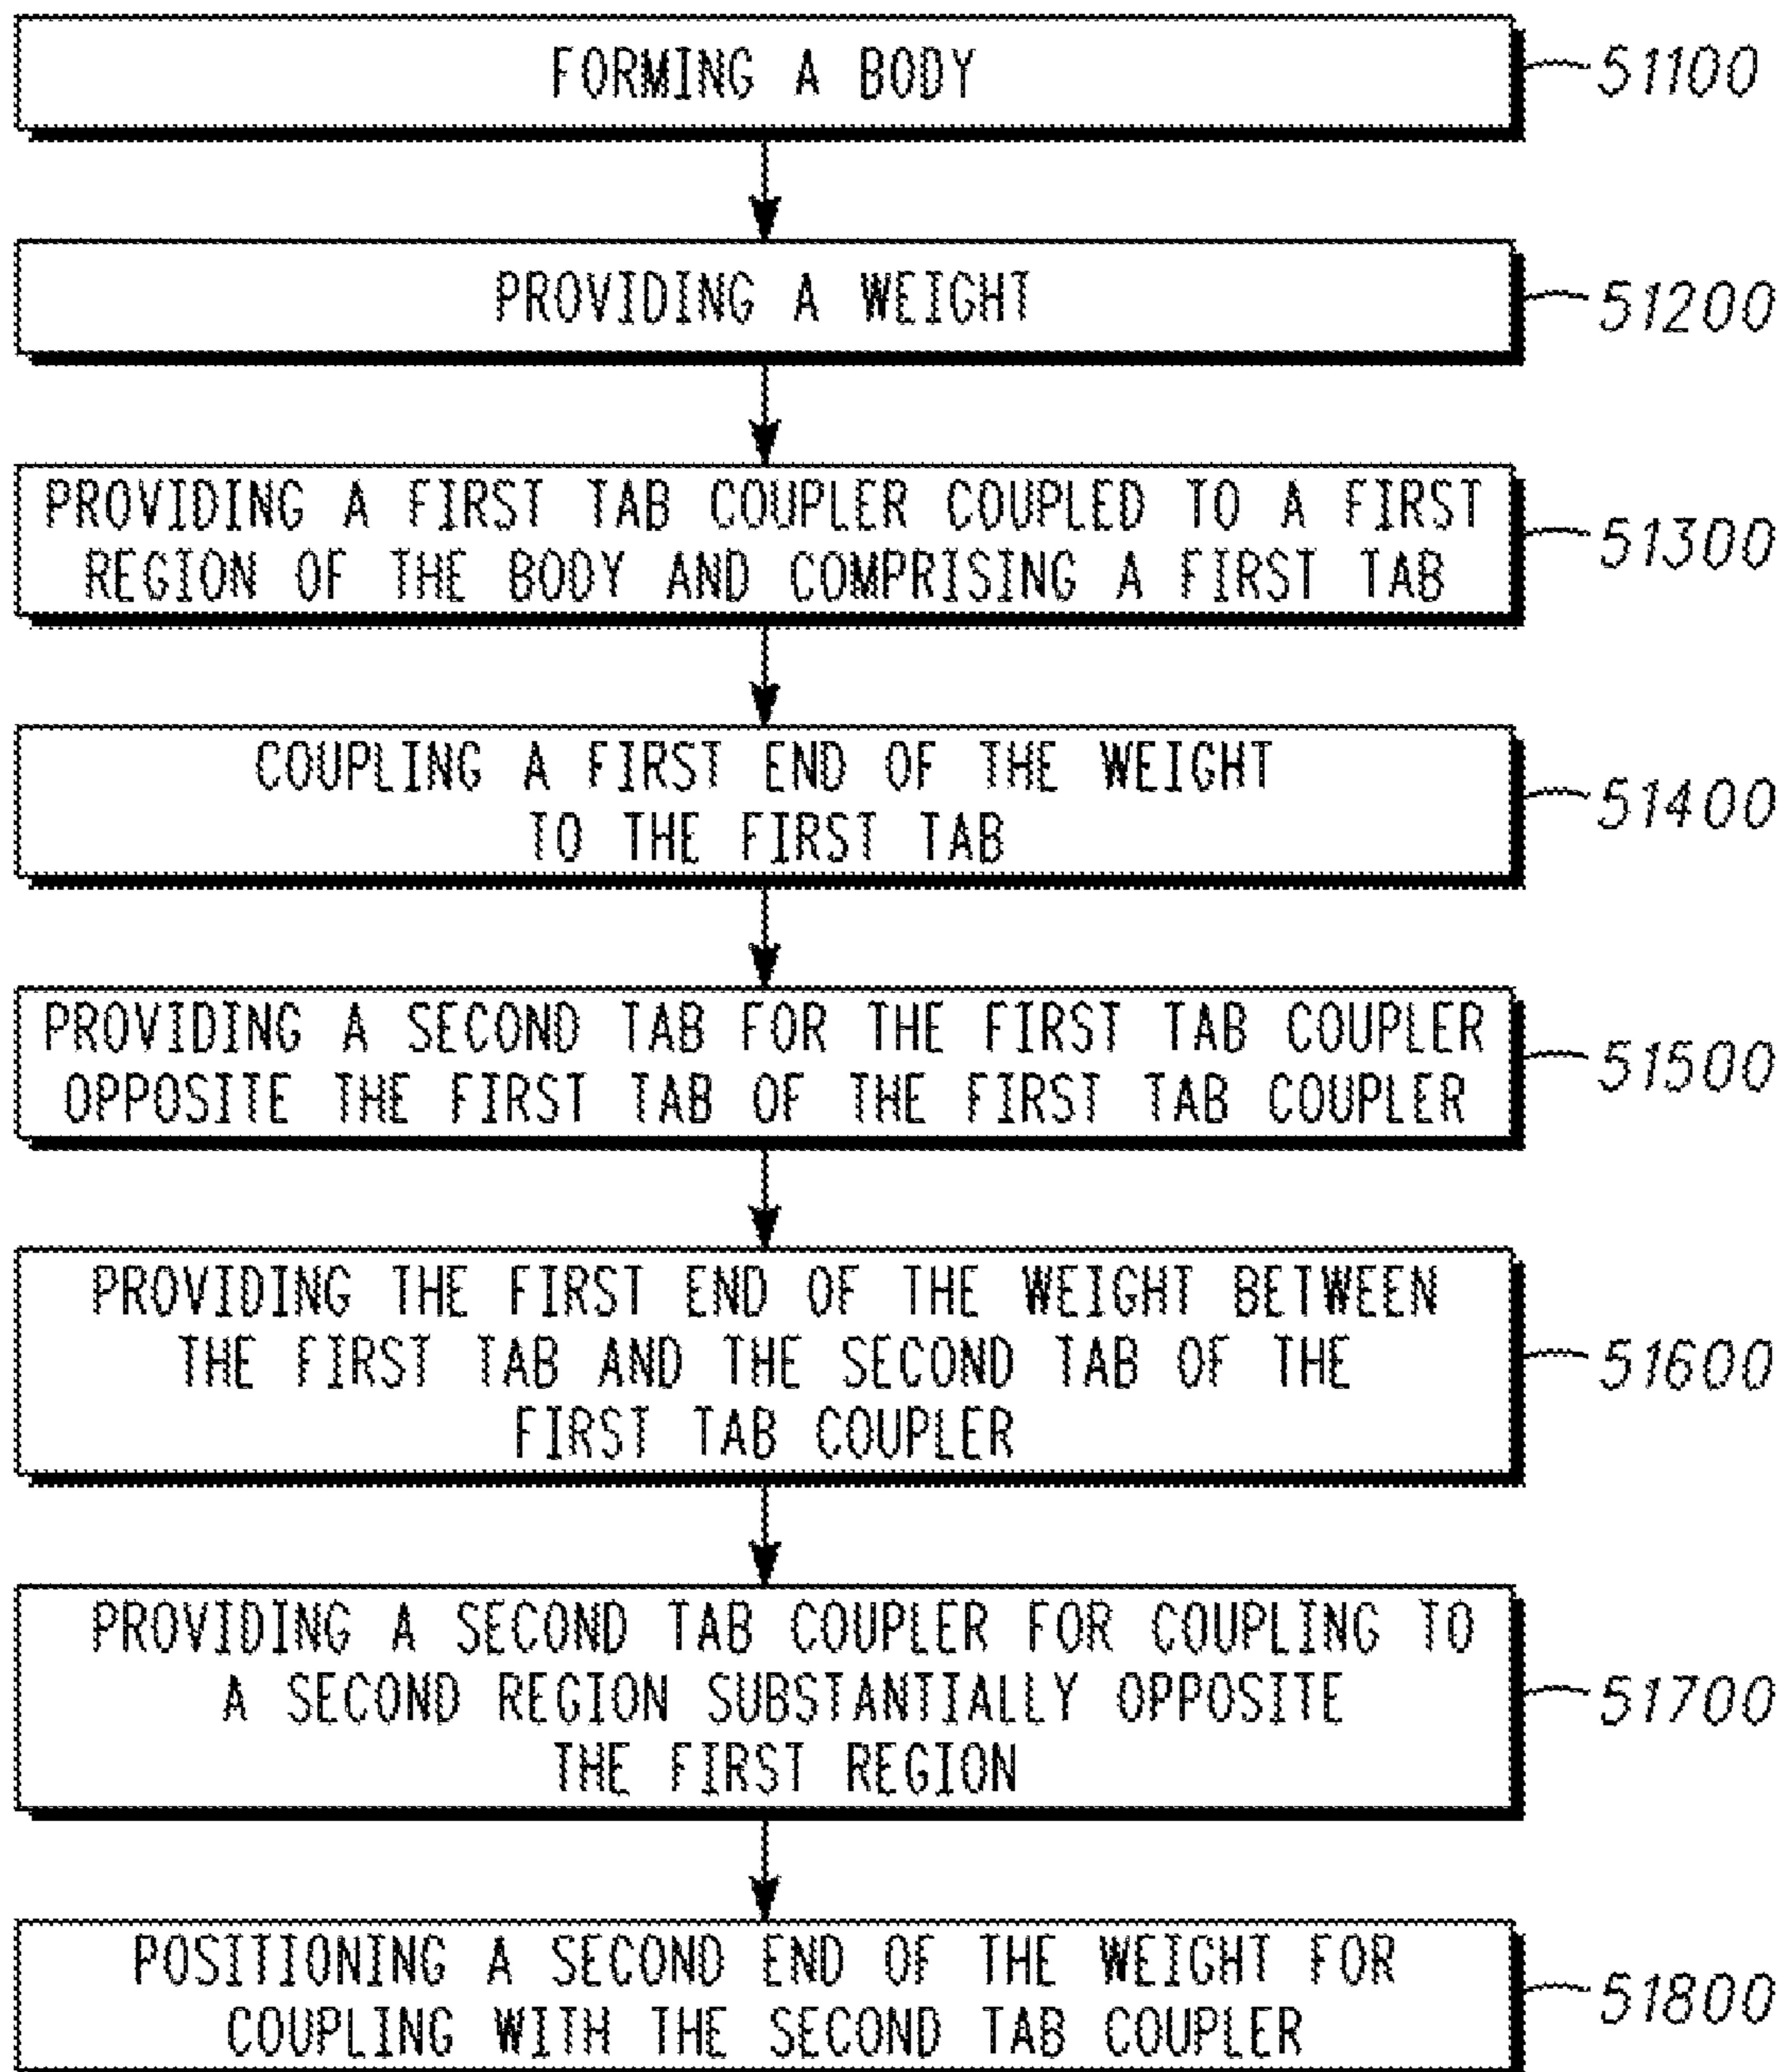 FORMING A BODY
51100
PROVIDING A WEIGHT
51200
PROVIDING A FIRST TAB COUPLER COUPLED TO A FIRST
REGION OF THE BODY AND COMPRISING A FIRST TAB
51300
COUPLING A FIRST END OF THE WEIGHT
TO THE FIRST TAB
51400
PROVIDING A SECOND TAB FOR THE FIRST TAB COUPLER
OPPOSITE THE FIRST TAB OF THE FIRST TAB COUPLER
51500
PROVIDING THE FIRST END OF THE WEIGHT BETWEEN
THE FIRST TAB AND THE SECOND TAB OF THE
FIRST TAB COUPLER
51600
PROVIDING A SECOND TAB COUPLER FOR COUPLING TO
A SECOND REGION SUBSTANTIALLY OPPOSITE
THE FIRST REGION
51700
POSITIONING A SECOND END OF THE WEIGHT FOR
COUPLING WITH THE SECOND TAB COUPLER
51800